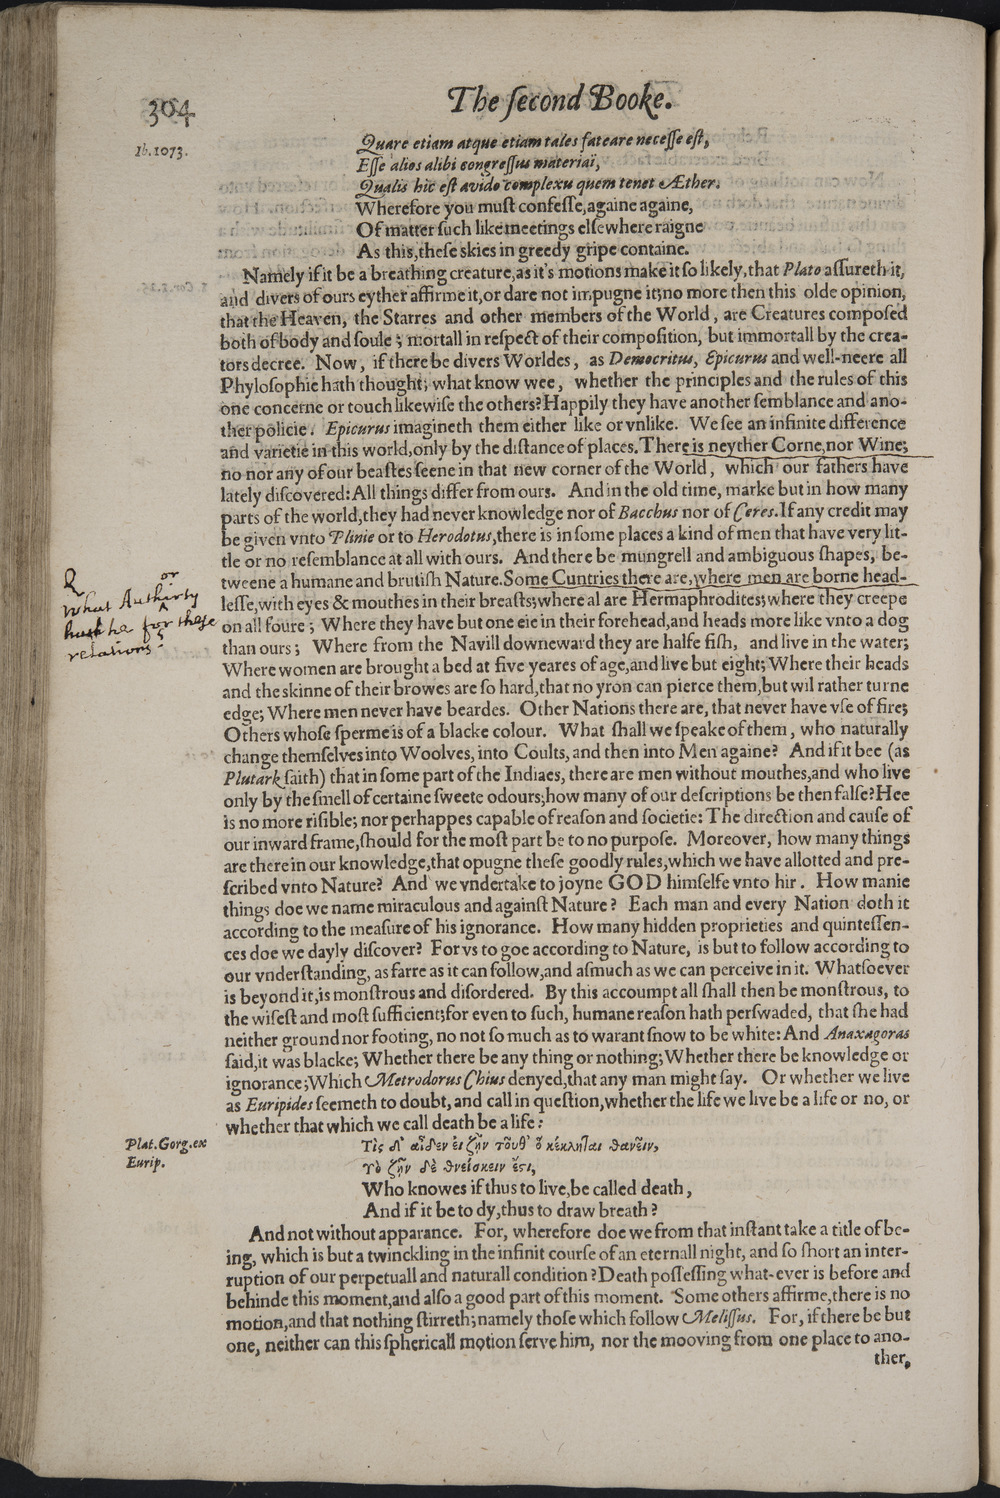 304
The second Booke.
Ib. 1073.
Quare etiam atque etiam tales fateare necesse est,
Esse alios alibi congressus materiaï,
Qualis hic est avido complexu quem tenet Æther.
Wherefore you must confesse, againe againe,
Of matter such like meetings elsewhere raigne
As this, these skies in greedy gripe containe.
Namely if it be a breathing creature, as it's motions make it so likely, that Plato assureth it,
and divers of ours eyther affirme it, or dare not impugne it; no more then this olde opinion,
that the Heaven, the Starres and other members of the World, are Creatures composed
both of body and soule; mortall in respect of their composition, but immortall by the crea-
tors decree. Now, if there be divers Worldes, as Democritus, Epicurus and well-neere all
Phylosophie hath thought; what know wee, whether the principles and the rules of this
one concerne or touch likewise the others? Happily they have another semblance and ano-
ther policie. Epicurus imagineth them either like or vnlike. We see an infinite difference
and varietie in this world, only by the distance of places. There is neyther Corne, nor Wine;
no nor any of our beastes seene in that new corner of the World, which our fathers have
lately discovered: All things differ from ours. And in the old time, marke but in how many
parts of the world, they had never knowledge nor of Bacchus nor of Ceres. If any credit may
be given vnto Plinie or to Herodotus, there is in some places a kind of men that have very lit-
tle or no resemblance at all with ours. And there be mungrell and ambiguous shapes, be-
tweene a humane and brutish Nature. Some Cuntries there are, where men are borne head-
lesse, with eyes & mouthes in their breasts; where al are Hermaphrodites; where they creepe
on all foure; Where they have but one eie in their forehead, and heads more like vnto a dog
than ours; Where from the Navill downeward they are halfe fish, and live in the water;
Where women are brought a bed at five yeares of age, and live but eight; Where their heads
and the skinne of their browes are so hard, that no yron can pierce them, but wil rather turne
edge; Where men never have beardes. Other Nations there are, that never have vse of fire;
Others whose sperme is of a blacke colour. What shall we speake of them, who naturally
change themselves into Woolves, into Coults, and then into Men againe? And if it bee (as
Plutark saith) that in some part of the Indiaes, there are men without mouthes, and who live
only by the smell of certaine sweete odours; how many of our descriptions be then false? Hee
is no more risible; nor perhappes capable of reason and societie: The direction and cause of
our inward frame, should for the most part be to no purpose. Moreover, how many things
are there in our knowledge, that opugne these goodly rules, which we have allotted and pre-
scribed vnto Nature? And we vndertake to joyne GOD himselfe vnto hir. How manie
things doe we name miraculous and against Nature? Each man and every Nation doth it
according to the measure of his ignorance. How many hidden proprieties and quintessen-
ces doe we dayly discover? For vs to goe according to Nature, is but to follow according to
our vnderstanding, as farre as it can follow, and asmuch as we can perceive in it. Whatsoever
is beyond it, is monstrous and disordered. By this accoumpt all shall then be monstrous, to
the wisest and most sufficient; for even to such, humane reason hath perswaded, that she had
neither ground nor footing, no not so much as to warant snow to be white: And Anaxagoras
said, it was blacke; Whether there be any thing or nothing; Whether there be knowledge or
ignorance; Which Metrodorus Chius denyed, that any man might say. Or whether we live
as Euripides seemeth to doubt, and call in question, whether the life we live be a life or no, or
whether that which we call death be a life:
Q
or
what Autharty
hath he for these
relations
Plat. Gorg. ex
Eurip.
Τίς δ' οἶδεν εἰ ζῆν τοῦθ' ὃ κέκληται θανεῖν,
Τὸ ζῆν δὲ θνείσκειν ἔστι,
Who knowes if thus to live, be called death,
And if it be to dy, thus to draw breath?
And not without apparance. For, wherefore doe we from that instant take a title of be-
ing, which is but a twinckling in the infinit course of an eternall night, and so short an inter-
ruption of our perpetuall and naturall condition? Death possessing what-ever is before and
behinde this moment, and also a good part of this moment. Some others affirme, there is no
motion, and that nothing stirreth; namely those which follow Melissus. For, if there be but
one, neither can this sphericall motion serve him, nor the mooving from one place to ano-
ther,